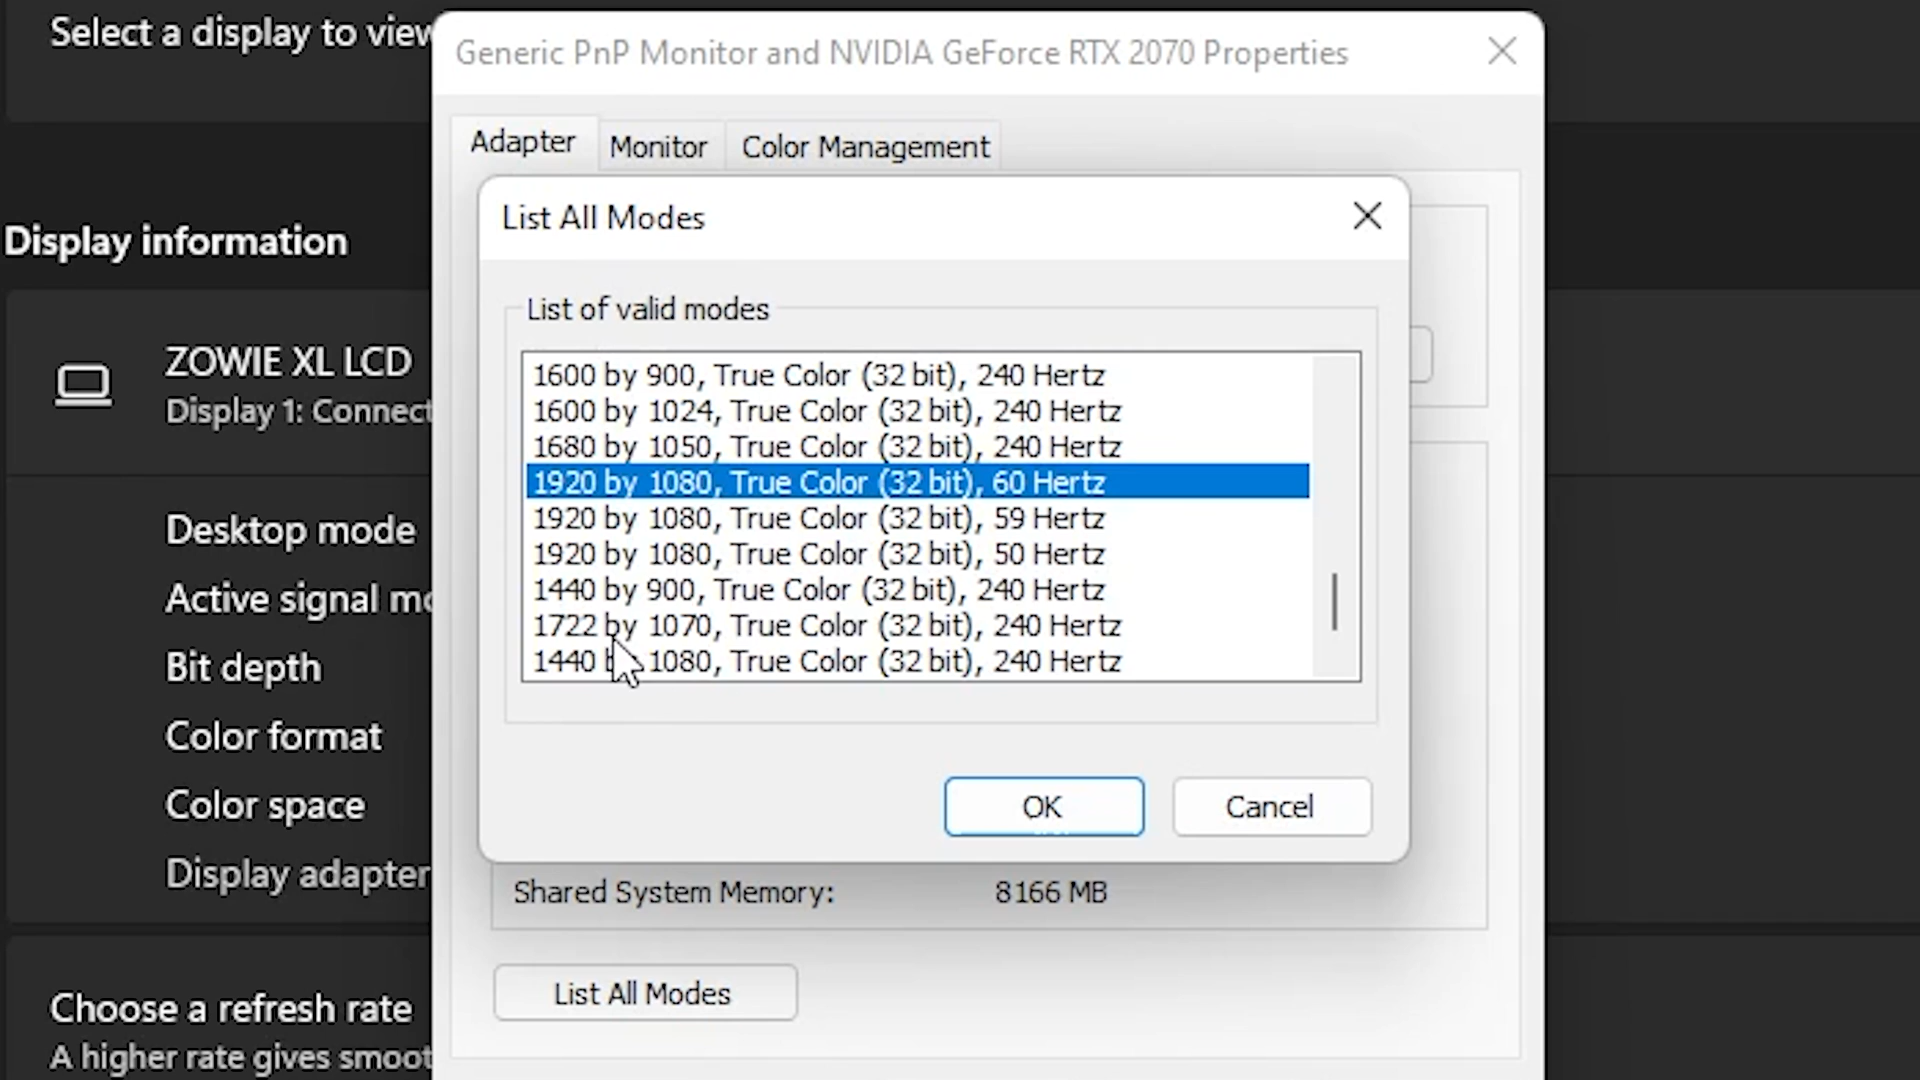 Select a display to view
Generic PnP Monitor and NVIDIA GeForce RTX 2070 Properties
Adapter
Monitor
Color Management
List All Modes
Display information
List of valid modes
ZOWIE XL LCD
Display 1: Connect
1600 by 900, True Color (32 bit), 240 Hertz
1600 by 1024, True Color (32 bit), 240 Hertz
1680 by 1050, True Color (32 bit), 240 Hertz
1920 by 1080, True Color (32 bit), 60 Hertz
1920 by 1080, True Color (32 bit), 59 Hertz
1920 by 1080, True Color (32 bit), 50 Hertz
1440 by 900, True Color (32 bit), 240 Hertz
1722 by 1070, True Color (32 bit), 240 Hertz
1440 by 1080, True Color (32 bit), 240 Hertz
Desktop mode
Active signal mo
Bit depth
Color format
Color space
Display adapter
OK
Cancel
Shared System Memory: 8166 MB
List All Modes
Choose a refresh rate
A higher rate gives smoot